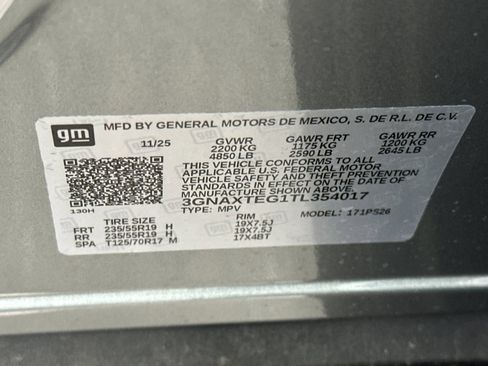 gm
MFD BY GENERAL MOTORS DE MEXICO, S. DE R.L. DE C.V.
11/25 GVWR GAWR FRT GAWR RR
2200 KG 1175 KG 1200 KG
4850 LB 2590 LB 2645 LB
THIS VEHICLE CONFORMS TO ALL
APPLICABLE U.S. FEDERAL MOTOR
VEHICLE SAFETY AND THEFT PREVENTION
STANDARDS IN EFFECT ON THE DATE OF
MANUFACTURE SHOWN ABOVE.
3GNAXTEG1TL354017
130H TYPE: MPV MODEL: 171PS26
TIRE SIZE RIM
FRT 235/55R19 H 19X7.5J
RR 235/55R19 H 19X7.5J
SPA T125/70R17 M 17X4BT